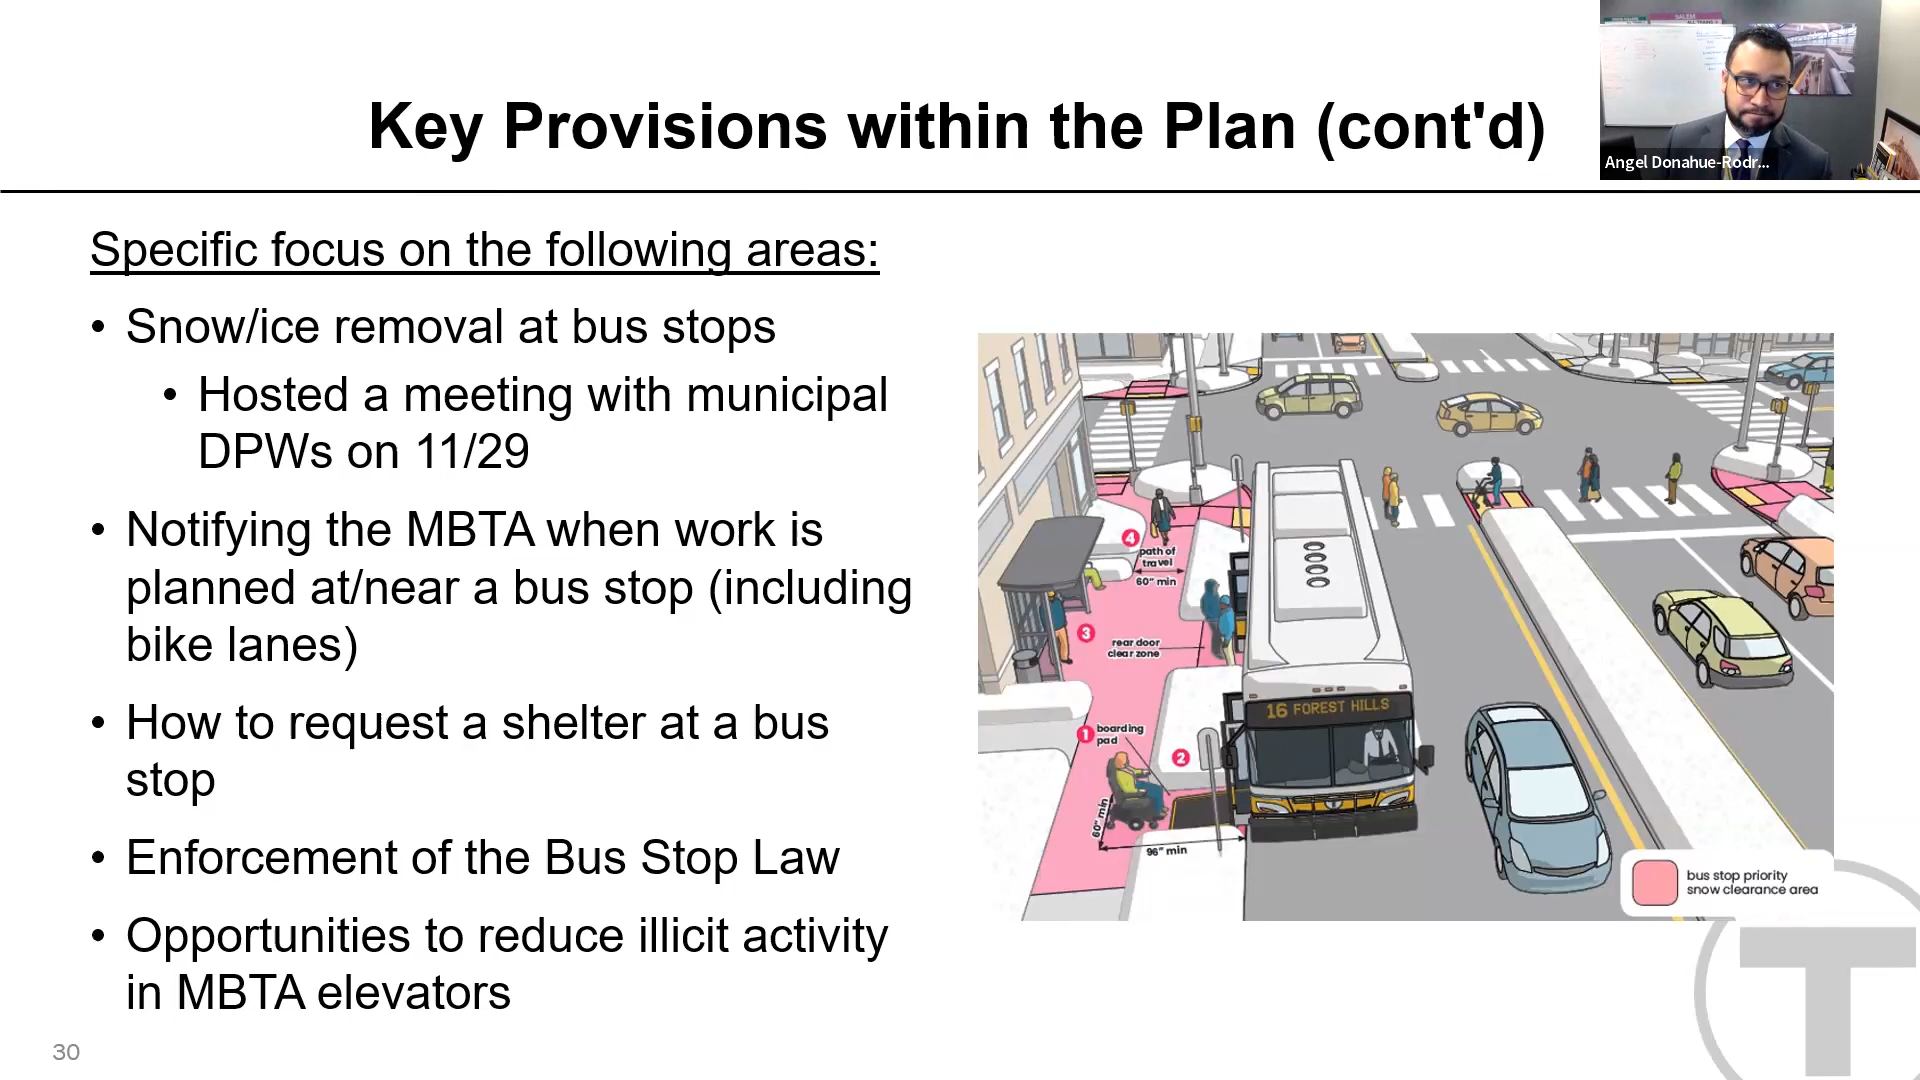 SALEM
Key Provisions within the Plan (cont'd)
Angel Donahue-Rodr...
Specific focus on the following areas:
• Snow/ice removal at bus stops
• Hosted a meeting with municipal
DPWs on 11/29
• Notifying the MBTA when work is
planned at/near a bus stop (including
bike lanes)
• How to request a shelter at a bus
stop
• Enforcement of the Bus Stop Law
• Opportunities to reduce illicit activity
in MBTA elevators
4
path of
travel
60" min
3
rear door
clear zone
1
boarding
pad
2
60" min
96" min
16 FOREST HILLS
bus stop priority
snow clearance area
T
30